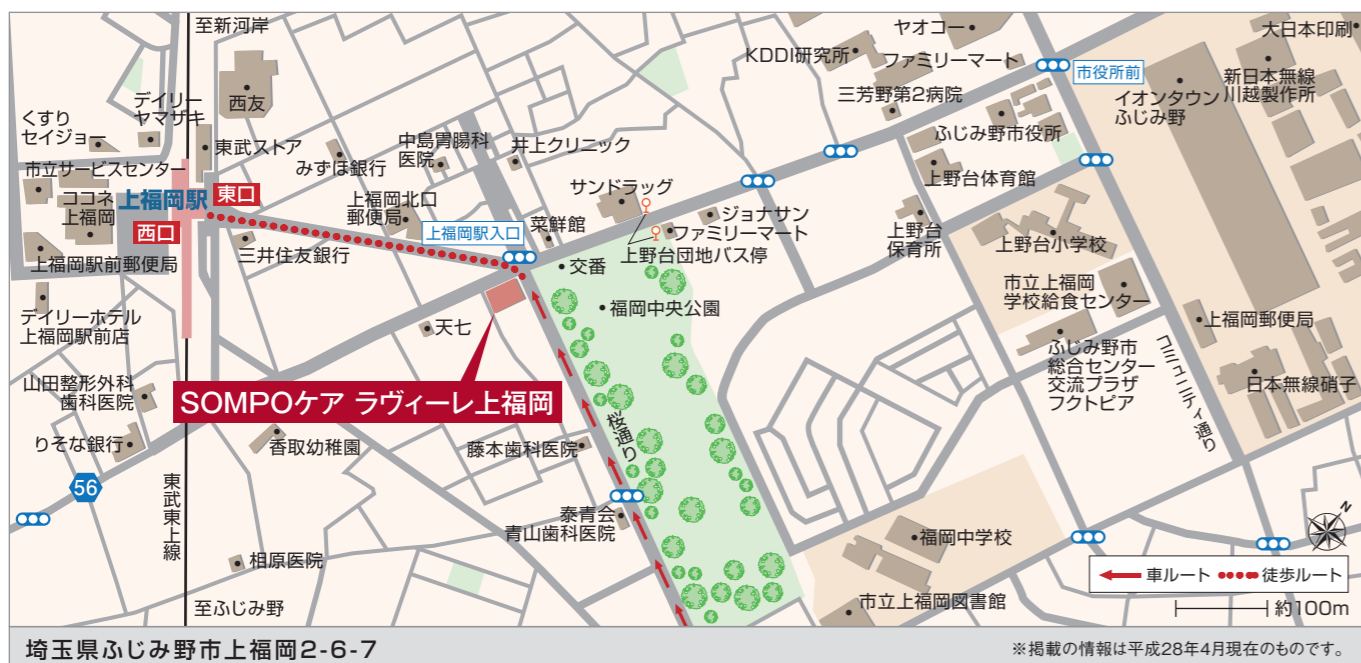 至新河岸
西友
デイリー
ヤマザキ
くすり
セイジョー
東武ストア
市立サービスセンター
みずほ銀行
ココネ
上福岡
上福岡駅
東口
西口
上福岡北口
郵便局
中島胃腸科
医院
井上クリニック
上福岡駅入口
菜鮮館
サンドラッグ
ジョナサン
ファミリーマート
上野台団地バス停
交番
福岡中央公園
三井住友銀行
上福岡駅前郵便局
デイリーホテル
上福岡駅前店
天七
KDDI研究所
ヤオコー
ファミリーマート
三芳野第2病院
市役所前
大日本印刷
新日本無線
川越製作所
イオンタウン
ふじみ野
ふじみ野市役所
上野台体育館
上野台
保育所
上野台小学校
市立上福岡
学校給食センター
上福岡郵便局
ふじみ野市
総合センター
交流プラザ
フクトピア
コミュニティ通り
日本無線硝子
山田整形外科
歯科医院
SOMPOケア ラヴィーレ上福岡
りそな銀行
香取幼稚園
藤本歯科医院
桜通り
56
東武東上線
泰青会
青山歯科医院
相原医院
至ふじみ野
福岡中学校
市立上福岡図書館
N
車ルート 徒歩ルート
約100m
埼玉県ふじみ野市上福岡2-6-7
※掲載の情報は平成28年4月現在のものです。